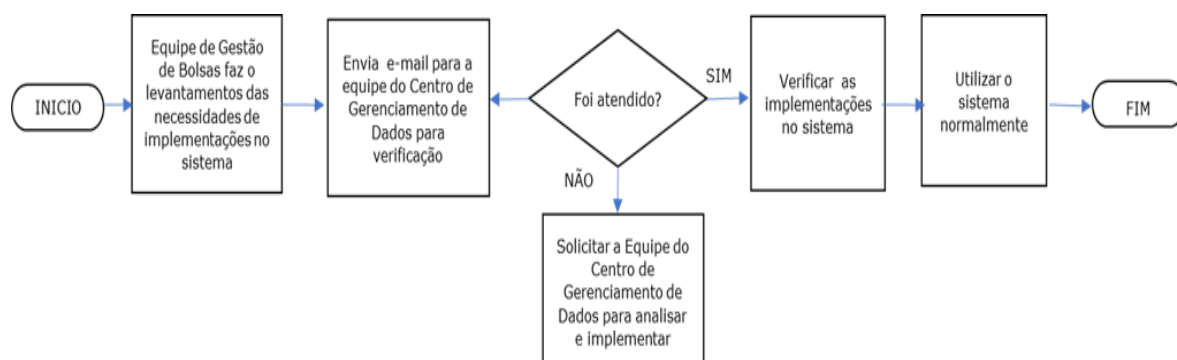 INICIO
Equipe de Gestão
de Bolsas faz o
levantamentos das
necessidades de
implementações no
sistema
Envia e-mail para a
equipe do Centro de
Gerenciamento de
Dados para
verificação
Foi atendido?
SIM
NÃO
Solicitar a Equipe do
Centro de
Gerenciamento de
Dados para analisar
e implementar
Verificar as
implementações
no sistema
Utilizar o
sistema
normalmente
FIM